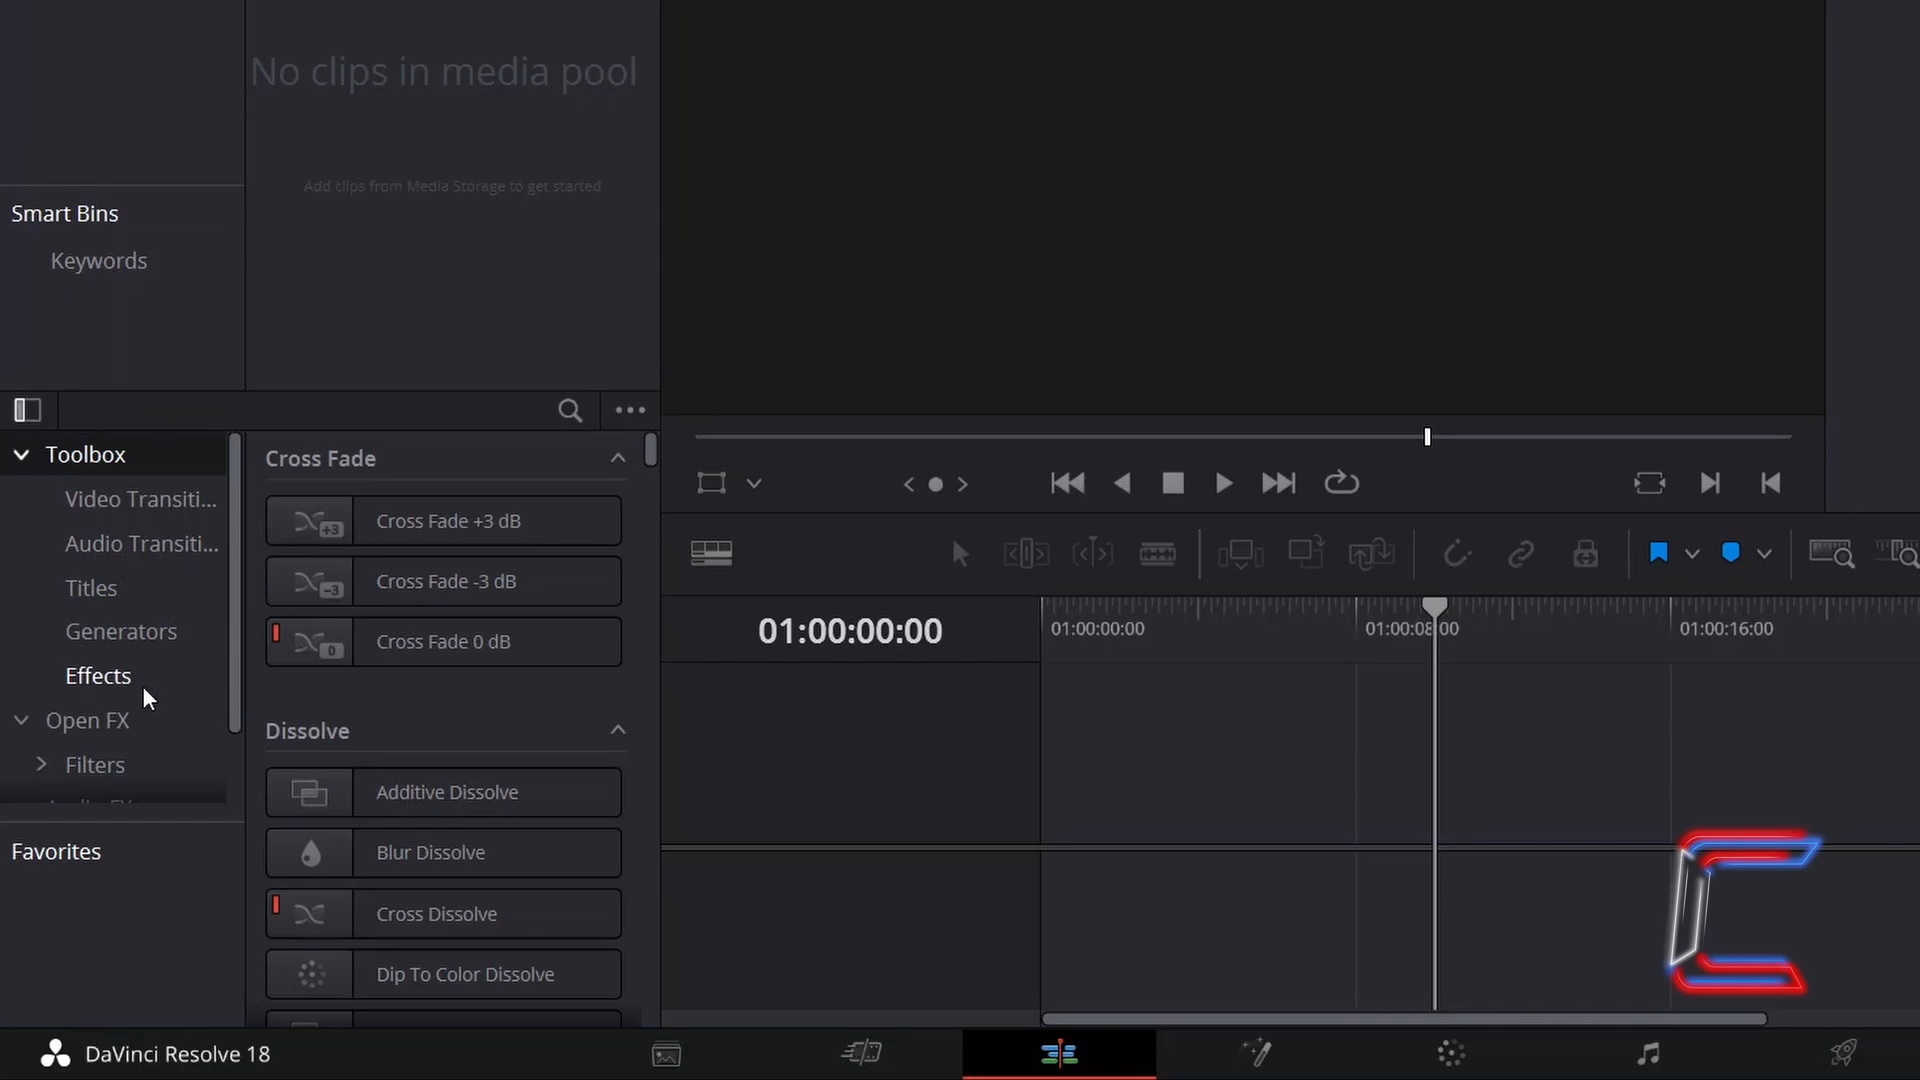 No clips in media pool
Add clips from Media Storage to get started
Smart Bins
Keywords
Toolbox
Video Transiti...
Audio Transiti...
Titles
Generators
Effects
Open FX
Filters
Favorites
Cross Fade
+3 Cross Fade +3 dB
-3 Cross Fade -3 dB
0 Cross Fade 0 dB
Dissolve
Additive Dissolve
Blur Dissolve
Cross Dissolve
Dip To Color Dissolve
01:00:00:00
01:00:00:00
01:00:08:00
01:00:16:00
DaVinci Resolve 18